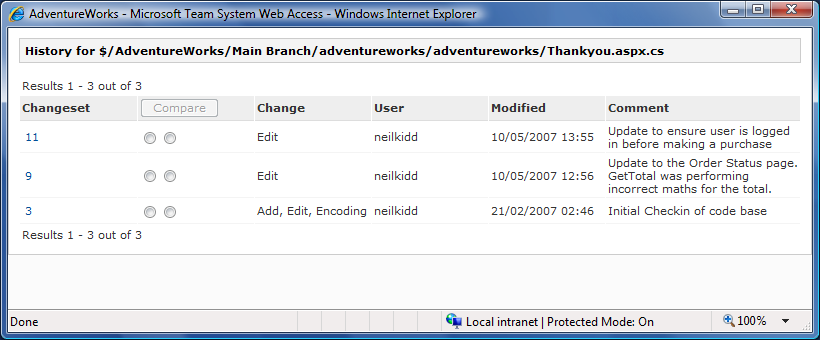 AdventureWorks - Microsoft Team System Web Access - Windows Internet Explorer
History for $/AdventureWorks/Main Branch/adventureworks/adventureworks/Thankyou.aspx.cs
Results 1 - 3 out of 3
Changeset Compare Change User Modified Comment
11 Edit neilkidd 10/05/2007 13:55 Update to ensure user is logged
in before making a purchase
9 Edit neilkidd 10/05/2007 12:56 Update to the Order Status page.
GetTotal was performing
incorrect maths for the total.
3 Add, Edit, Encoding neilkidd 21/02/2007 02:46 Initial Checkin of code base
Results 1 - 3 out of 3
Done Local intranet | Protected Mode: On 100%